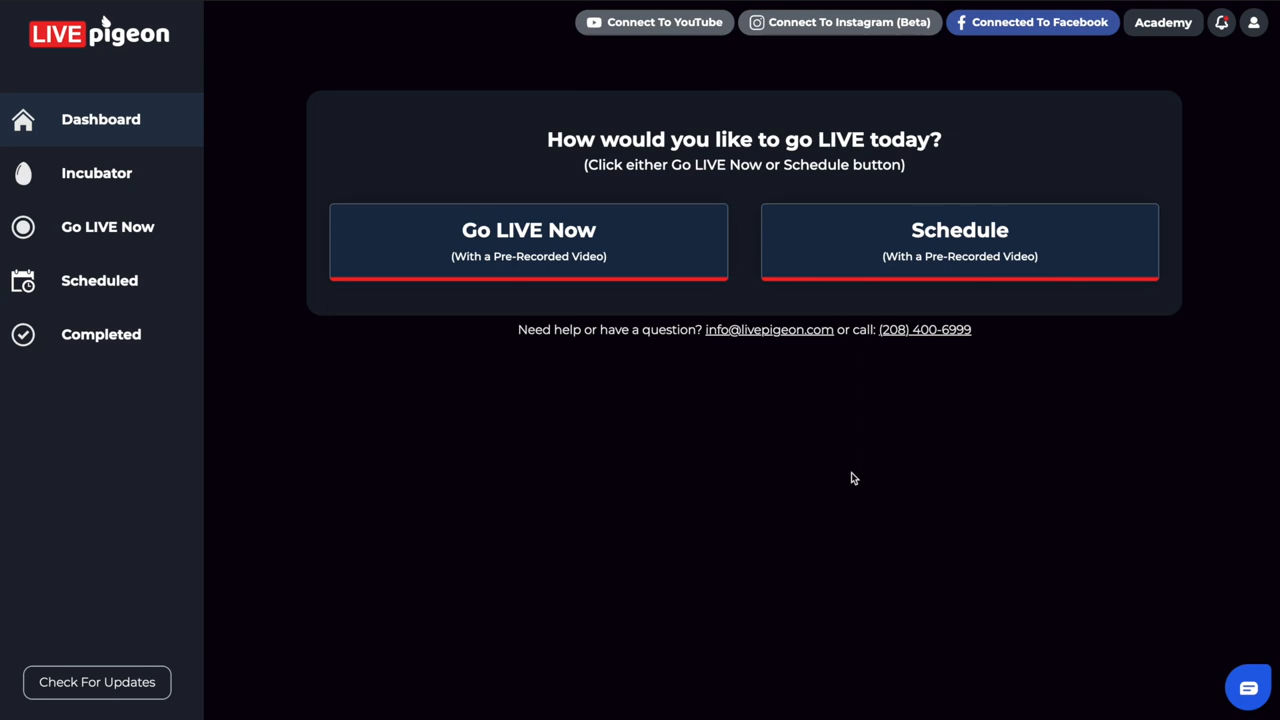 LIVE pigeon
Connect To YouTube
Connect To Instagram (Beta)
Connected To Facebook
Academy
Dashboard
Incubator
Go LIVE Now
Scheduled
Completed
How would you like to go LIVE today?
(Click either Go LIVE Now or Schedule button)
Go LIVE Now
(With a Pre-Recorded Video)
Schedule
(With a Pre-Recorded Video)
Need help or have a question? info@livepigeon.com or call: (208) 400-6999
Check For Updates